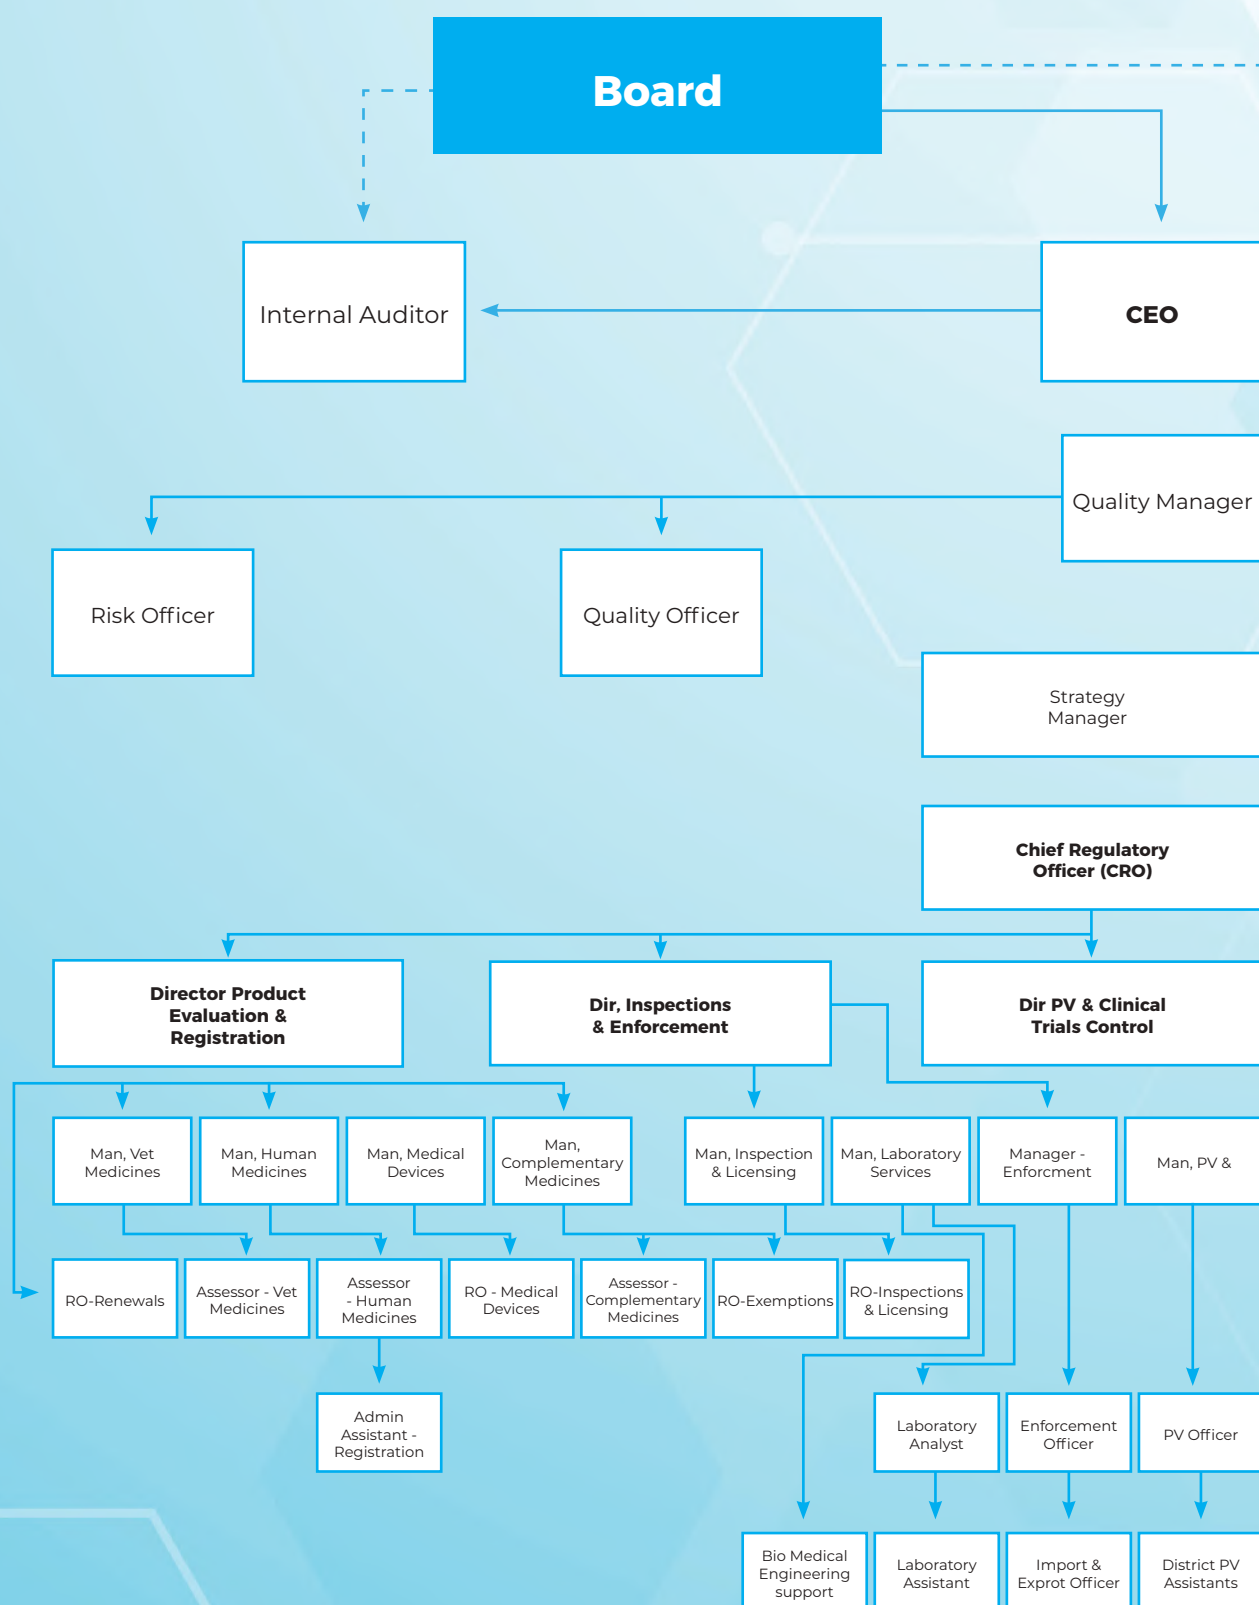 Board
Internal Auditor
CEO
Quality Manager
Risk Officer
Quality Officer
Strategy
Manager
Chief Regulatory
Officer (CRO)
Director Product
Evaluation &
Registration
Dir, Inspections
& Enforcement
Dir PV & Clinical
Trials Control
Man, Vet
Medicines
Man, Human
Medicines
Man, Medical
Devices
Man,
Complementary
Medicines
Man, Inspection
& Licensing
Man, Laboratory
Services
Manager -
Enforcment
Man, PV &
RO-Renewals
Assessor - Vet
Medicines
Assessor
- Human
Medicines
RO - Medical
Devices
Assessor -
Complementary
Medicines
RO-Exemptions
RO-Inspections
& Licensing
Admin
Assistant -
Registration
Laboratory
Analyst
Enforcement
Officer
PV Officer
Bio Medical
Engineering
support
Laboratory
Assistant
Import &
Exprot Officer
District PV
Assistants